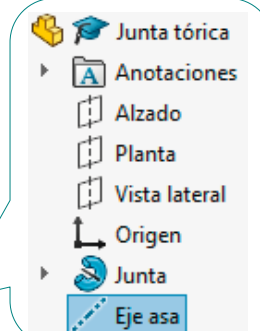 Junta tórica
A Anotaciones
Alzado
Planta
Vista lateral
Origen
Junta
Eje asa